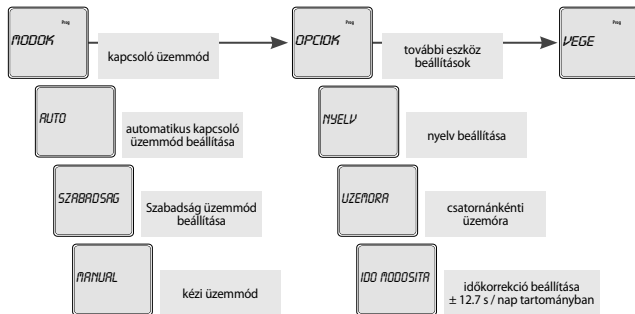 Prog
MODOK
kapcsoló üzemmód
Prog
OPCIOK
további eszköz
beállítások
Prog
VEGE
AUTO
automatikus kapcsoló
üzemmód beállítása
NYELV
nyelv beállítása
SZABADSAG
Szabadság üzemmód
beállítása
UZEMORA
csatornánkénti
üzemóra
MANUAL
kézi üzemmód
IDO MODOSITA
időkorrekció beállítása
± 12.7 s / nap tartományban